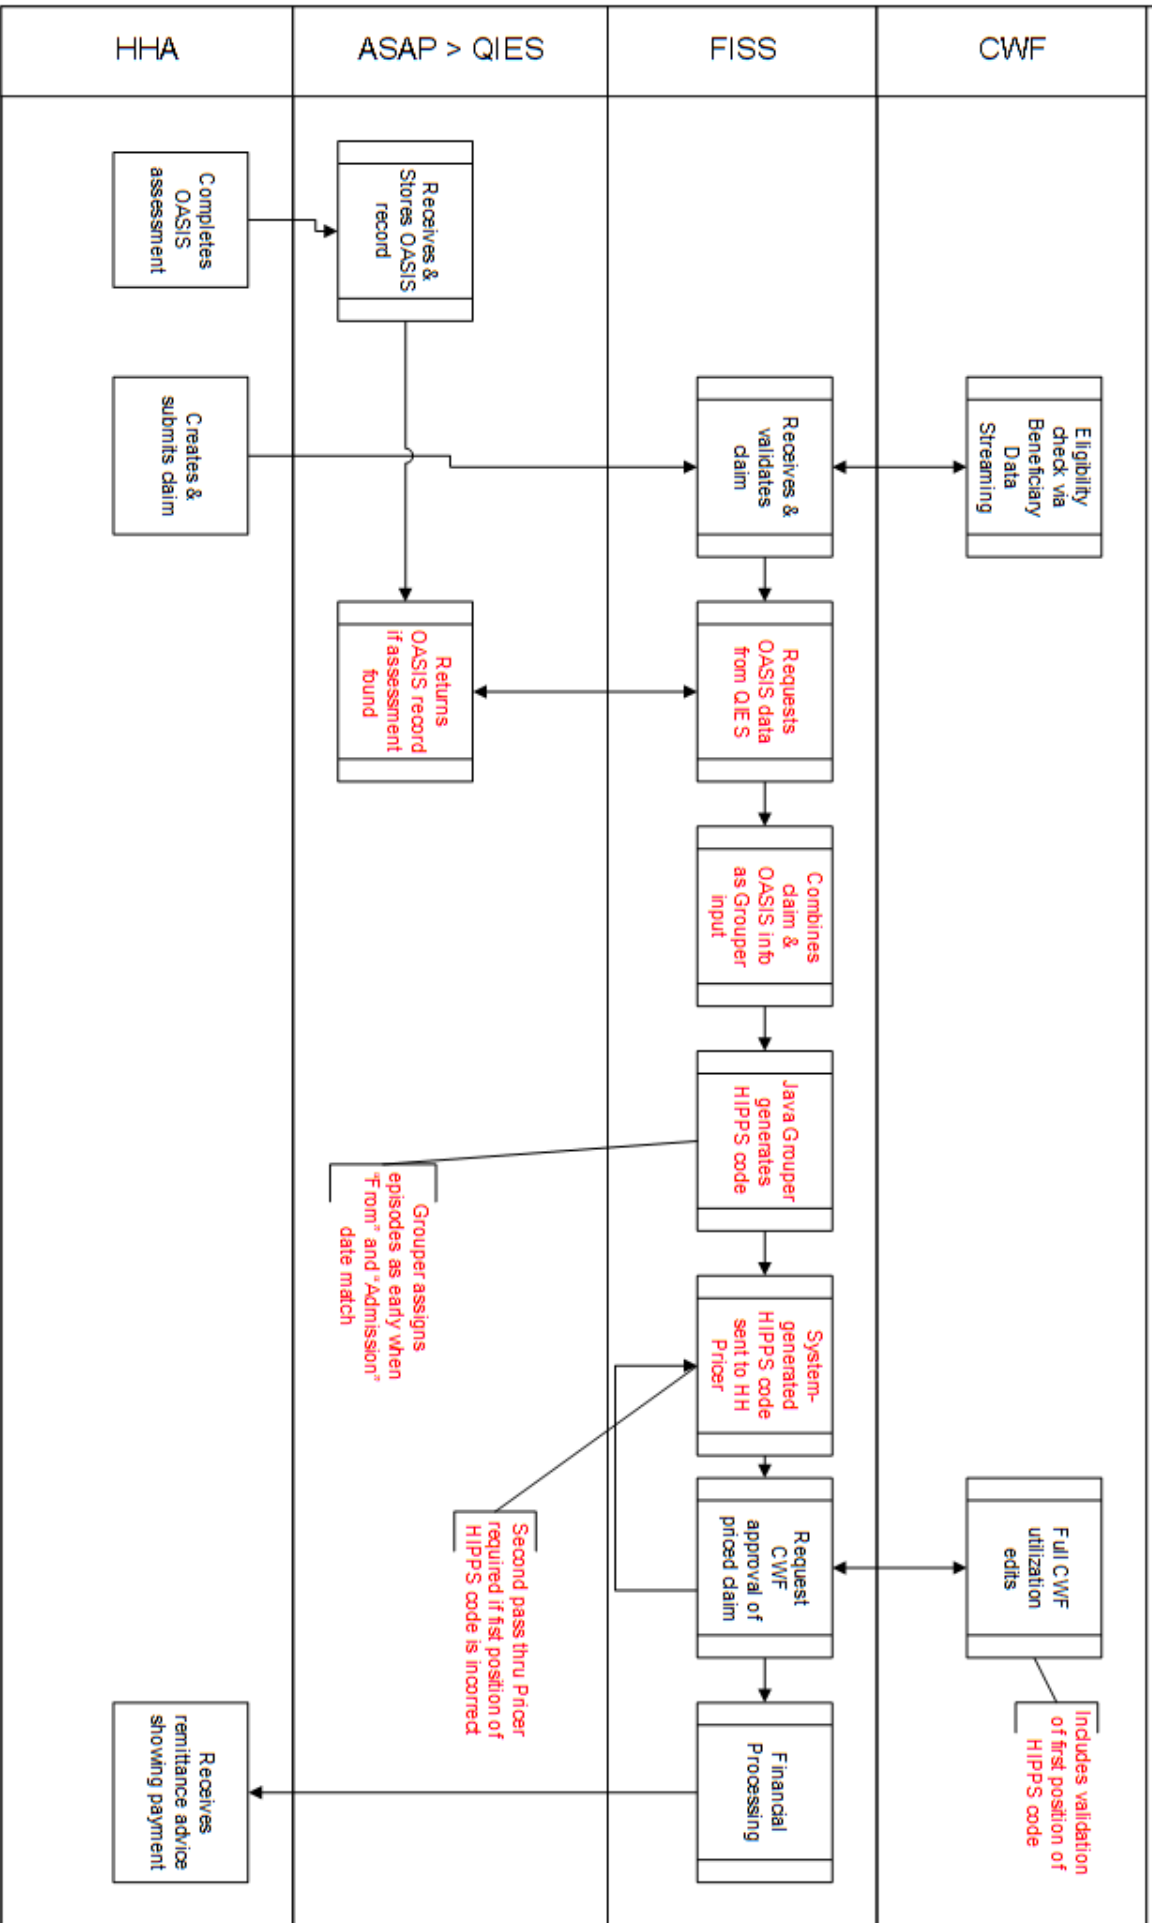 HHA
ASAP > QIES
FISS
CWF
Completes
OASIS
assessment
Receives &
Stores OASIS
record
Creates &
submits claim
Receives &
validates
claim
Eligibility
check via
Beneficiary
Data
Streaming
Returns
OASIS record
if assessment
found
Requests
OASIS data
from QIES
Combines
claim &
OASIS info
as Grouper
input
Java Grouper
generates
HIPPS code
Grouper assigns
episodes as early when
"From" and "Admission"
date match
System-
generated
HIPPS code
sent to HH
Pricer
Second pass thru Pricer
required if fist position of
HIPPS code is incorrect
Request
CWF
approval of
priced claim
Full CWF
utilization
edits
Includes validation
of first position of
HIPPS code
Financial
Processing
Receives
remittance advice
showing payment